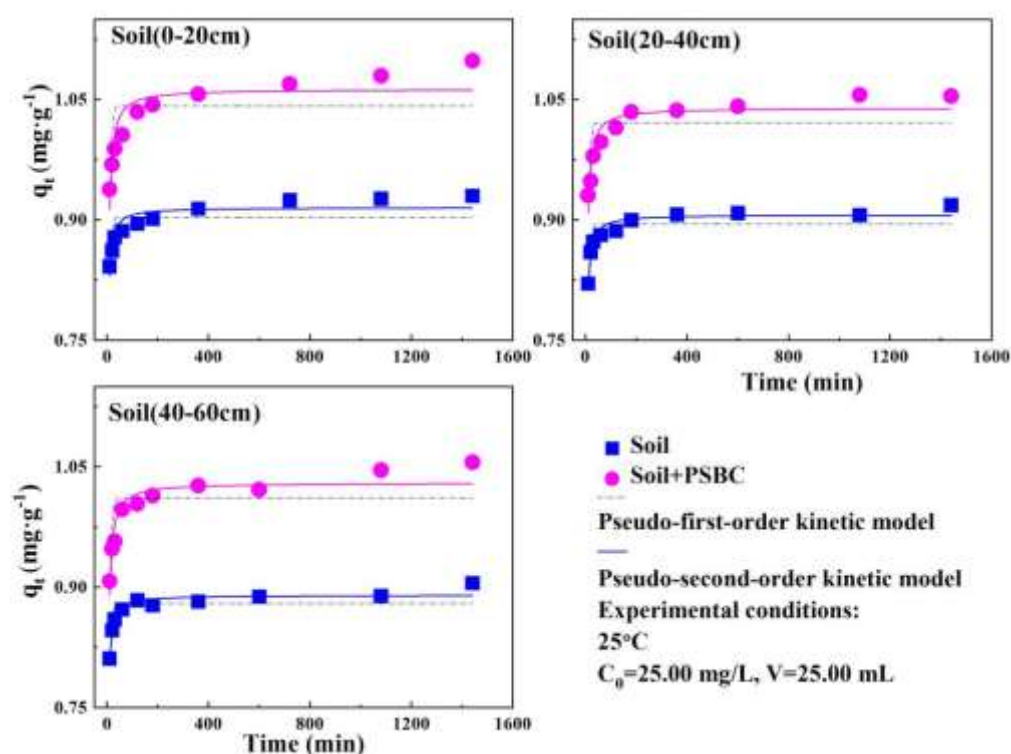 Soil(0-20cm)
1.05
0.90
0.75
qt (mg·g-1)
0 400 800 1200 1600
Soil(20-40cm)
1.05
0.90
0.75
0 400 800 1200 1600
Time (min)
Soil(40-60cm)
1.05
0.90
0.75
qt (mg·g-1)
0 400 800 1200 1600
Time (min)
Soil
Soil+PSBC
Pseudo-first-order kinetic model
Pseudo-second-order kinetic model
Experimental conditions:
25°C
C0=25.00 mg/L, V=25.00 mL